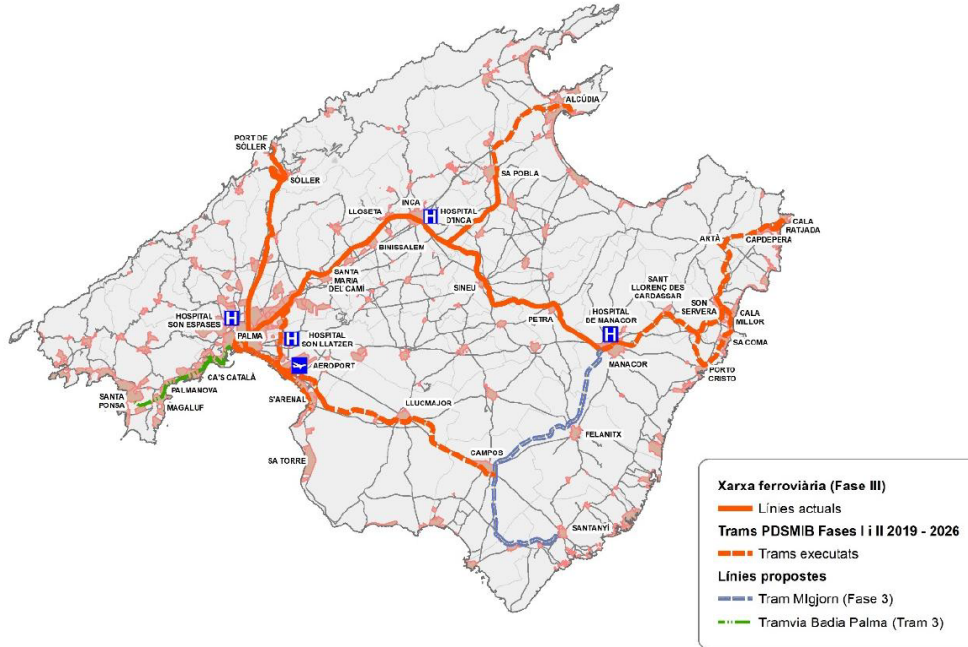 ALCÚDIA
PORT DE
SÓLLER
SÓLLER
SA POBLA
INCA
H
HOSPITAL
D'INCA
LLOSETA
BINISSALEM
CALA
RATJADA
ARTÀ
CAPDEPERA
SANTA
MARIA
DEL CAMÍ
SINEU
SANT
LLORENÇ DES
CARDASSAR
SON
SERVERA
CALA
MILLOR
SA COMA
HOSPITAL
SON ESPASES
H
PALMA
H
HOSPITAL
SON LLATZER
PETRA
HOSPITAL
DE MANACOR
H
MANACOR
PORTO
CRISTO
AEROPORT
CA'S CATALÀ
PALMANOVA
SANTA
PONSA
MAGALUF
S'ARENAL
LLUCMAJOR
FELANITX
SA TORRE
CAMPOS
SANTANYÍ
Xarxa ferroviària (Fase III)
Línies actuals
Trams PDSMIB Fases I i II 2019 - 2026
Trams executats
Línies propostes
Tram MIgjorn (Fase 3)
Tramvia Badia Palma (Tram 3)